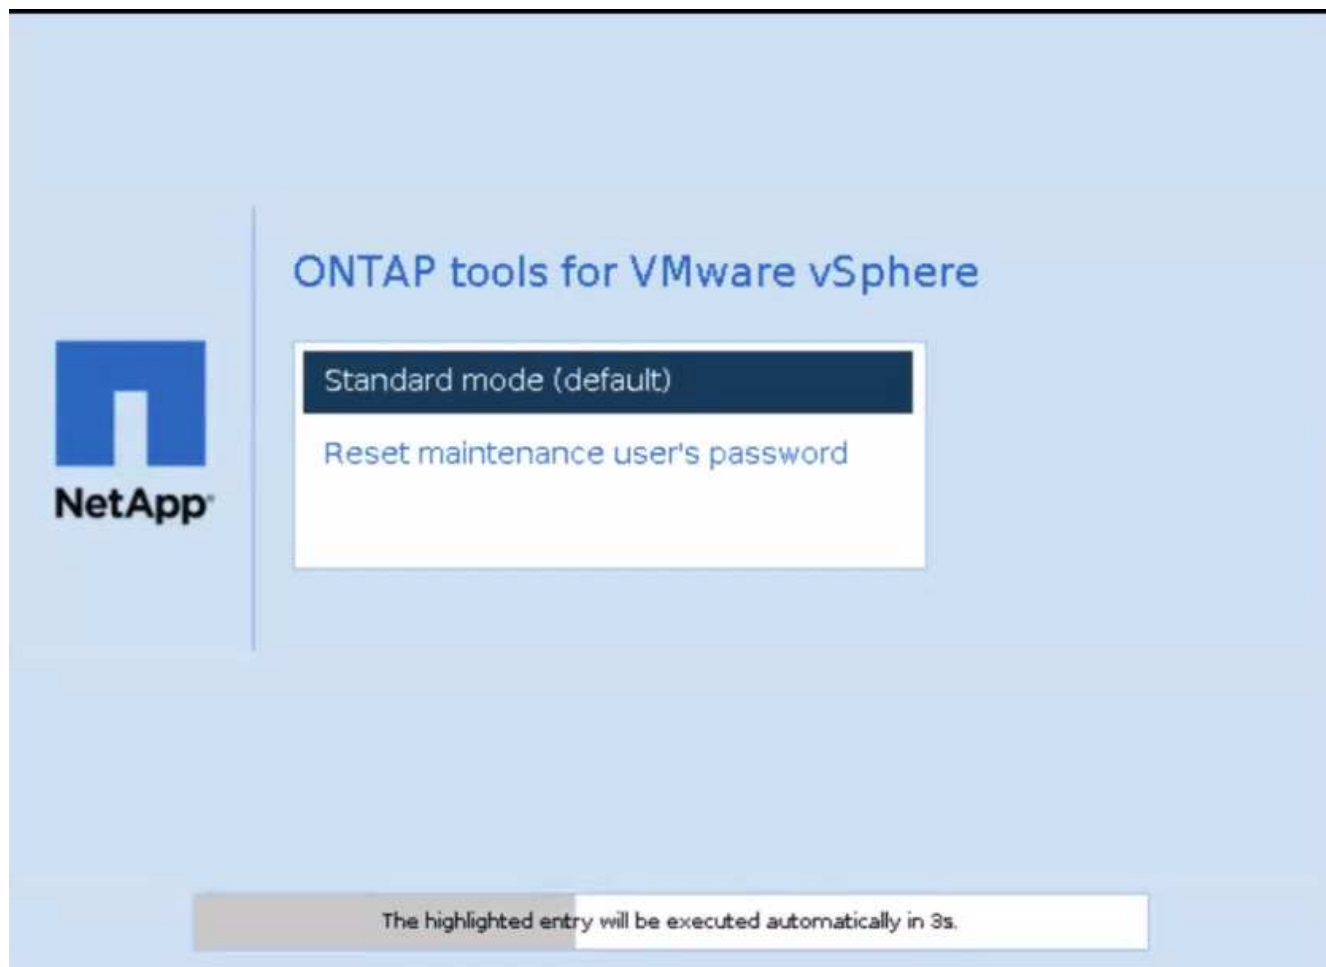 ONTAP tools for VMware vSphere
Standard mode (default)
Reset maintenance user's password
NetApp
The highlighted entry will be executed automatically in 3s.